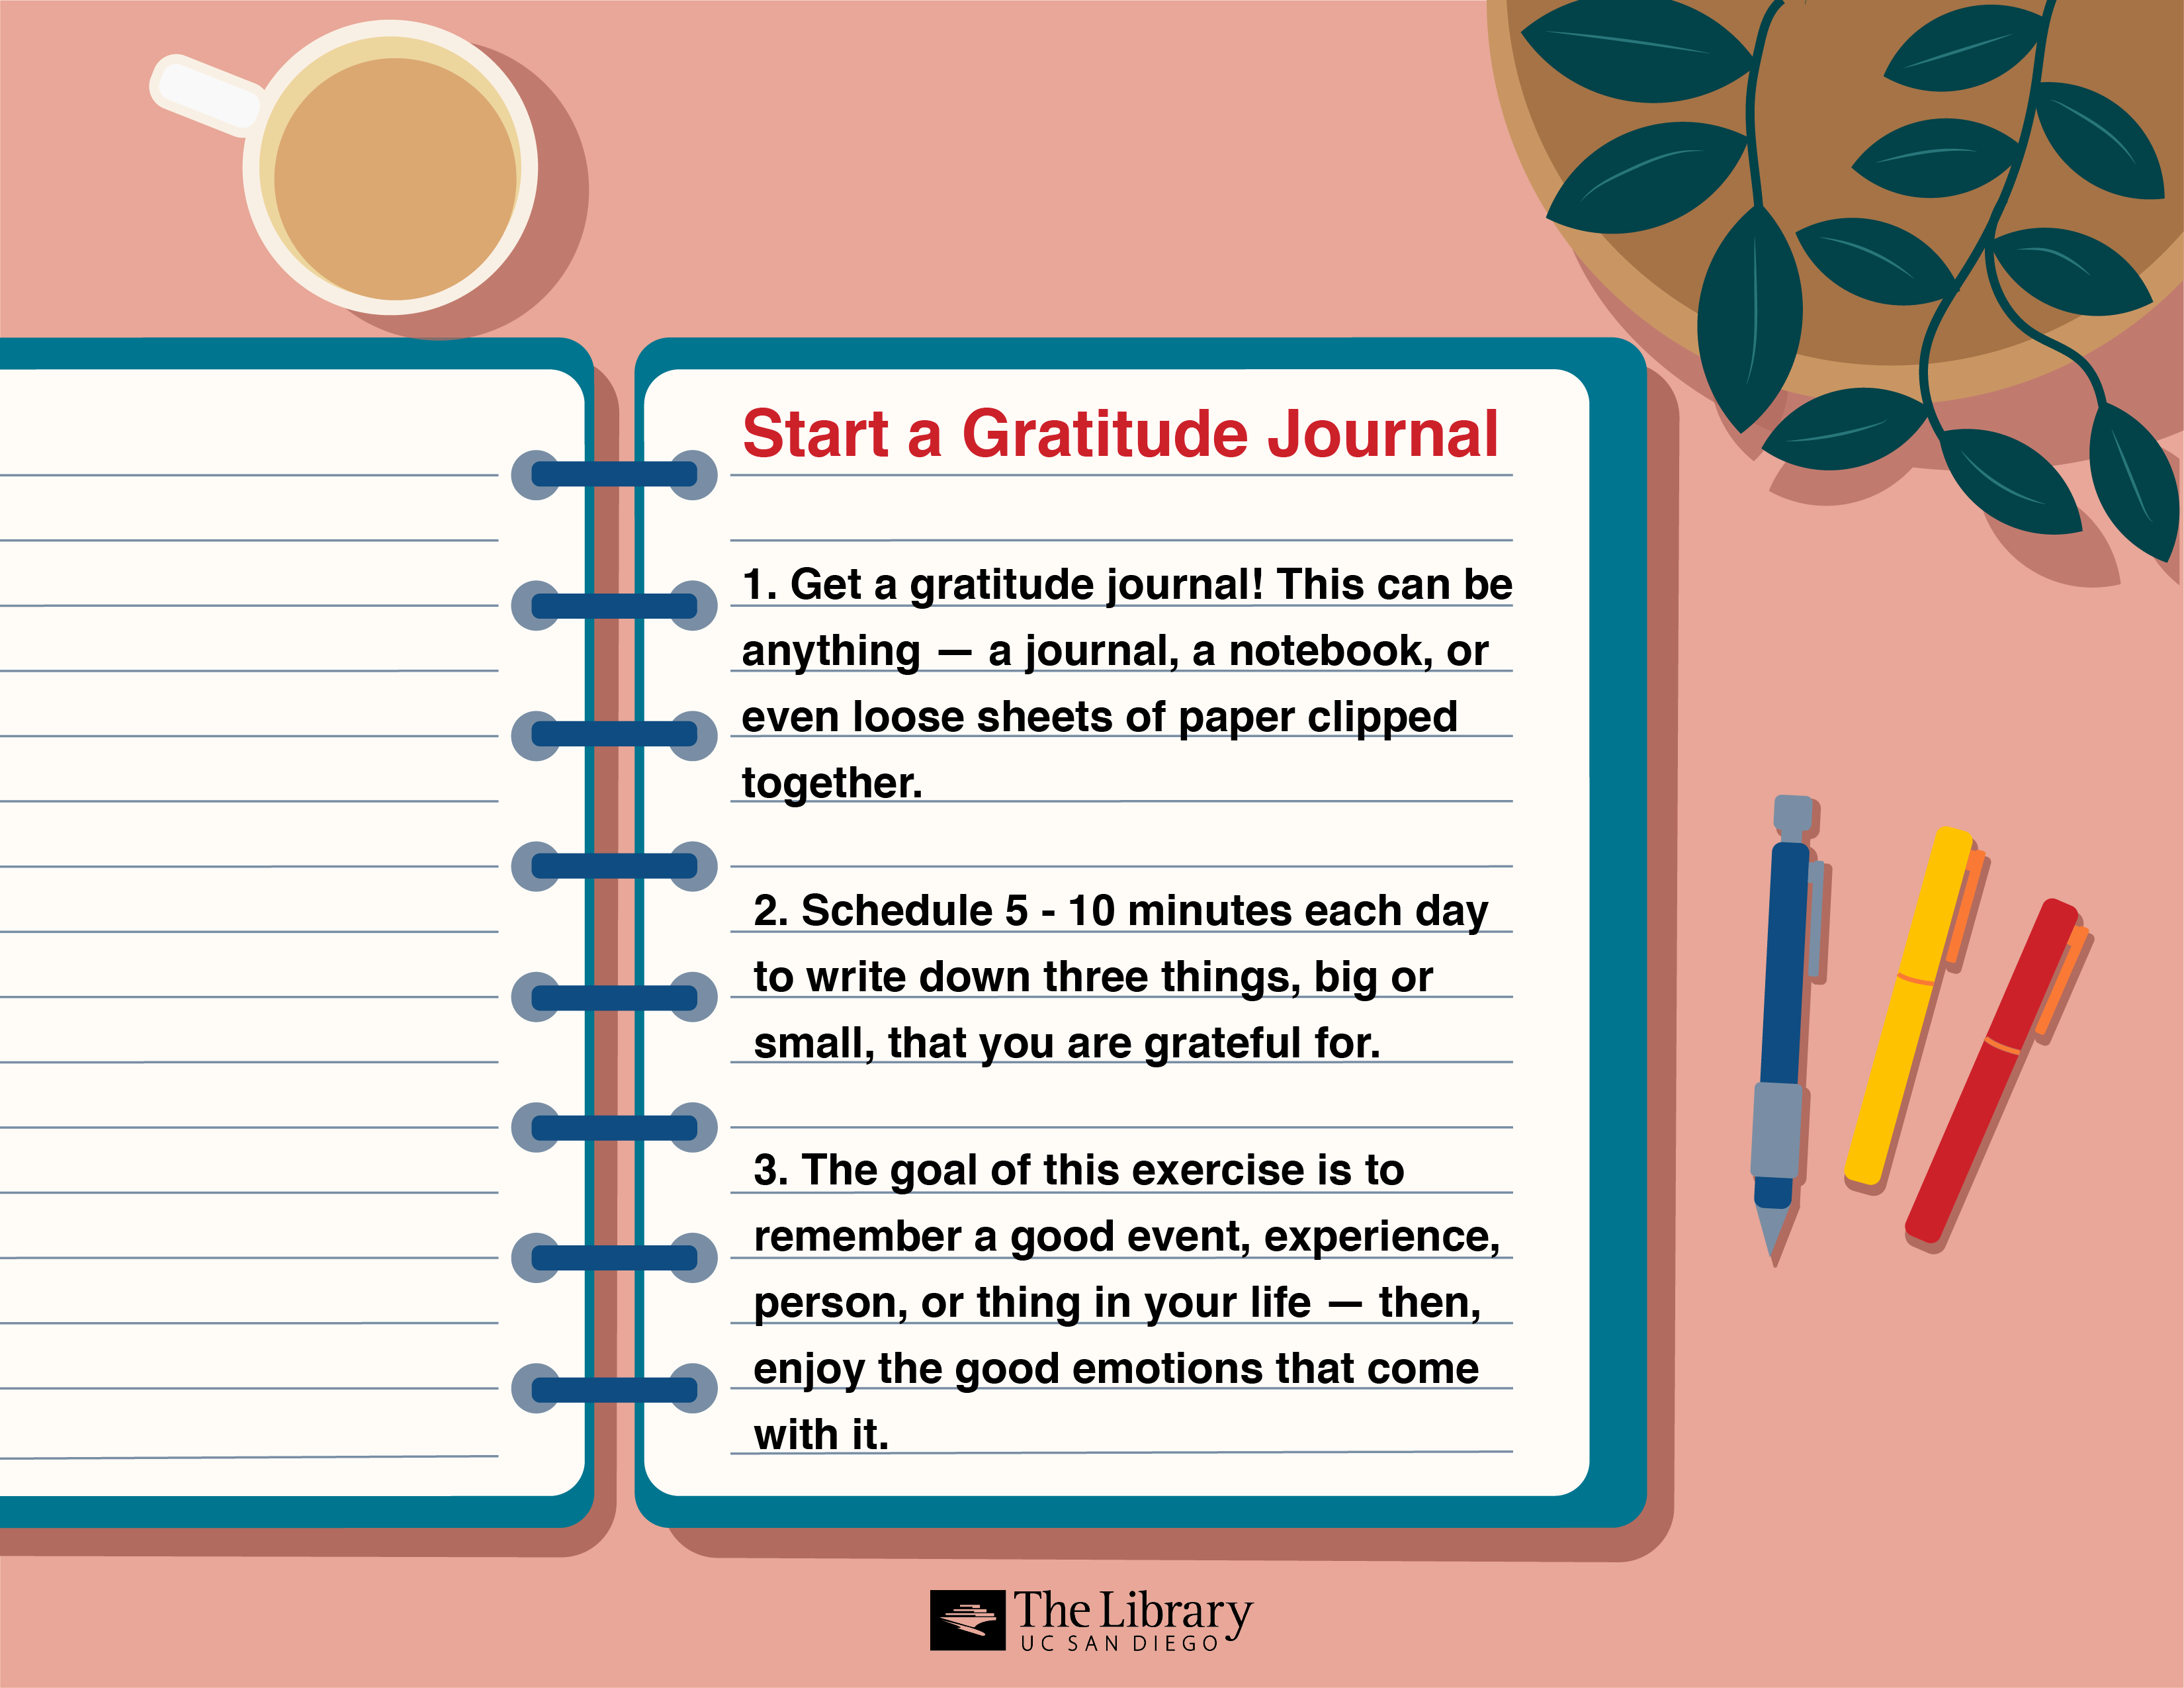 Start a Gratitude Journal
1. Get a gratitude journal! This can be
anything — a journal, a notebook, or
even loose sheets of paper clipped
together.
2. Schedule 5 - 10 minutes each day
to write down three things, big or
small, that you are grateful for.
3. The goal of this exercise is to
remember a good event, experience,
person, or thing in your life — then,
enjoy the good emotions that come
with it.
The Library
UC SAN DIEGO